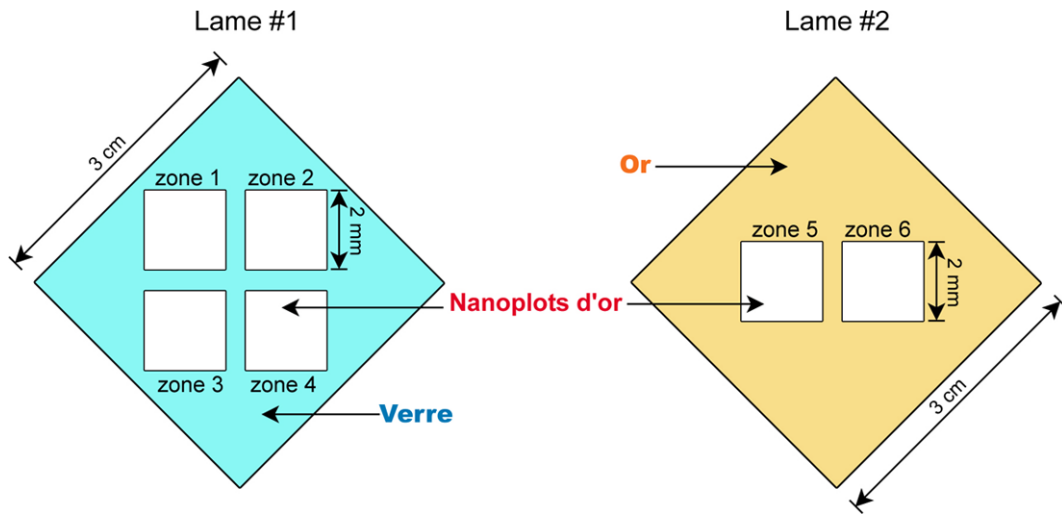 Lame #1
Lame #2
3 cm
zone 1
zone 2
2 mm
zone 3
zone 4
Verre
Nanoplots d'or
Or
zone 5
zone 6
2 mm
3 cm